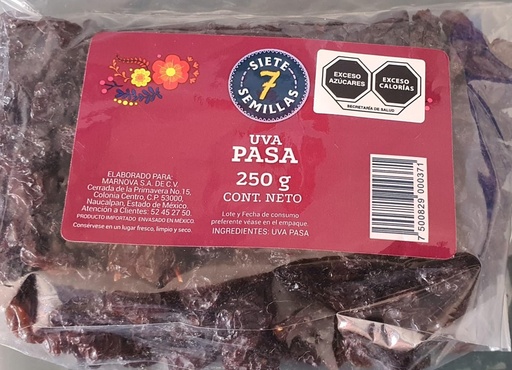 SIETE
7
SEMILLAS
EXCESO
AZÚCARES
EXCESO
CALORÍAS
SECRETARÍA DE SALUD
UVA
PASA
250 g
CONT. NETO
Lote y Fecha de consumo
preferente véase en el empaque.
INGREDIENTES: UVA PASA
ELABORADO PARA:
MARNOVA S.A. DE C.V.
Cerrada de la Primavera No.15,
Colonia Centro, C.P. 53000,
Naucalpan, Estado de México.
Atención a Clientes: 52 45 27 50.
PRODUCTO IMPORTADO ENVASADO EN MÉXICO.
Consérvese en un lugar fresco, limpio y seco.
7 500829 000371